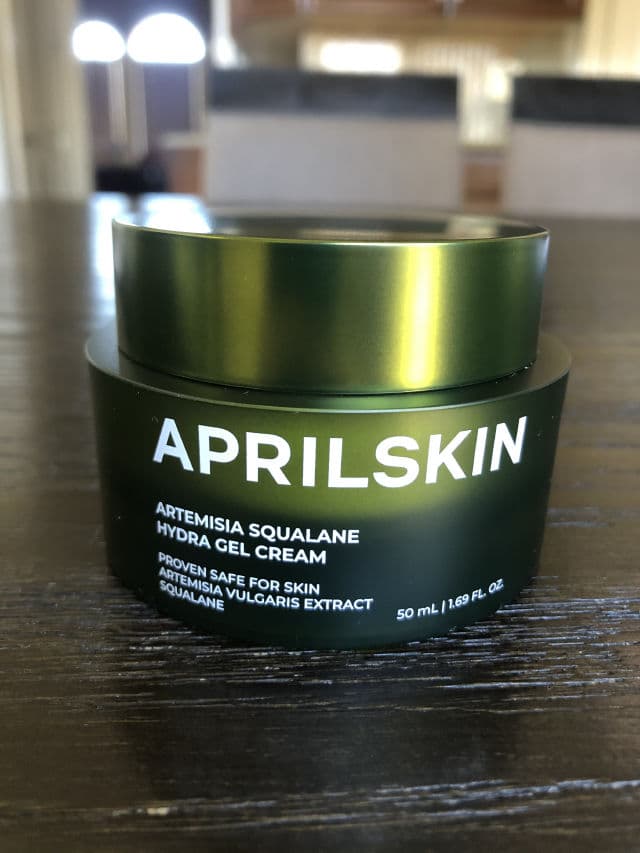 APRILSKIN
ARTEMISIA SQUALANE
HYDRA GEL CREAM
PROVEN SAFE FOR SKIN
ARTEMISIA VULGARIS EXTRACT
SQUALANE
50 mL | 1.69 FL. OZ.